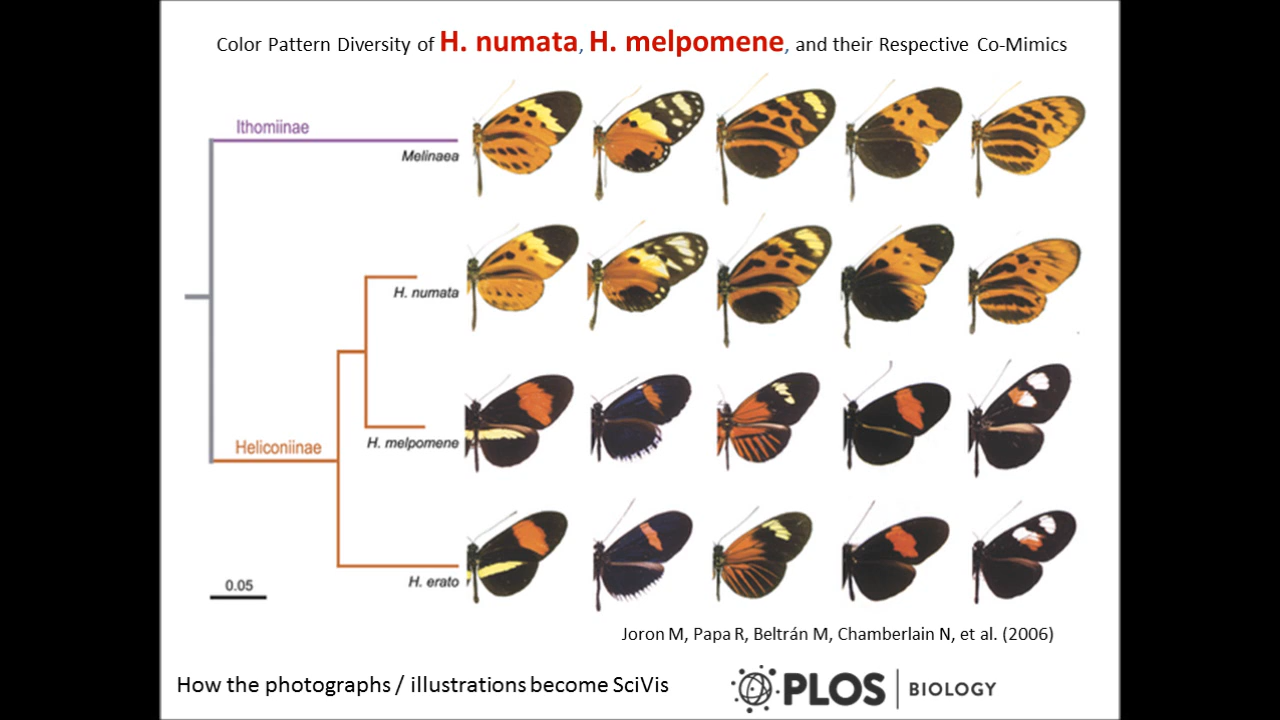 Color Pattern Diversity of H. numata, H. melpomene, and their Respective Co-Mimics
Ithomiinae
Melinaea
H. numata
H. melpomene
Heliconiinae
H. erato
0.05
Joron M, Papa R, Beltrán M, Chamberlain N, et al. (2006)
How the photographs / illustrations become SciVis
PLOS BIOLOGY